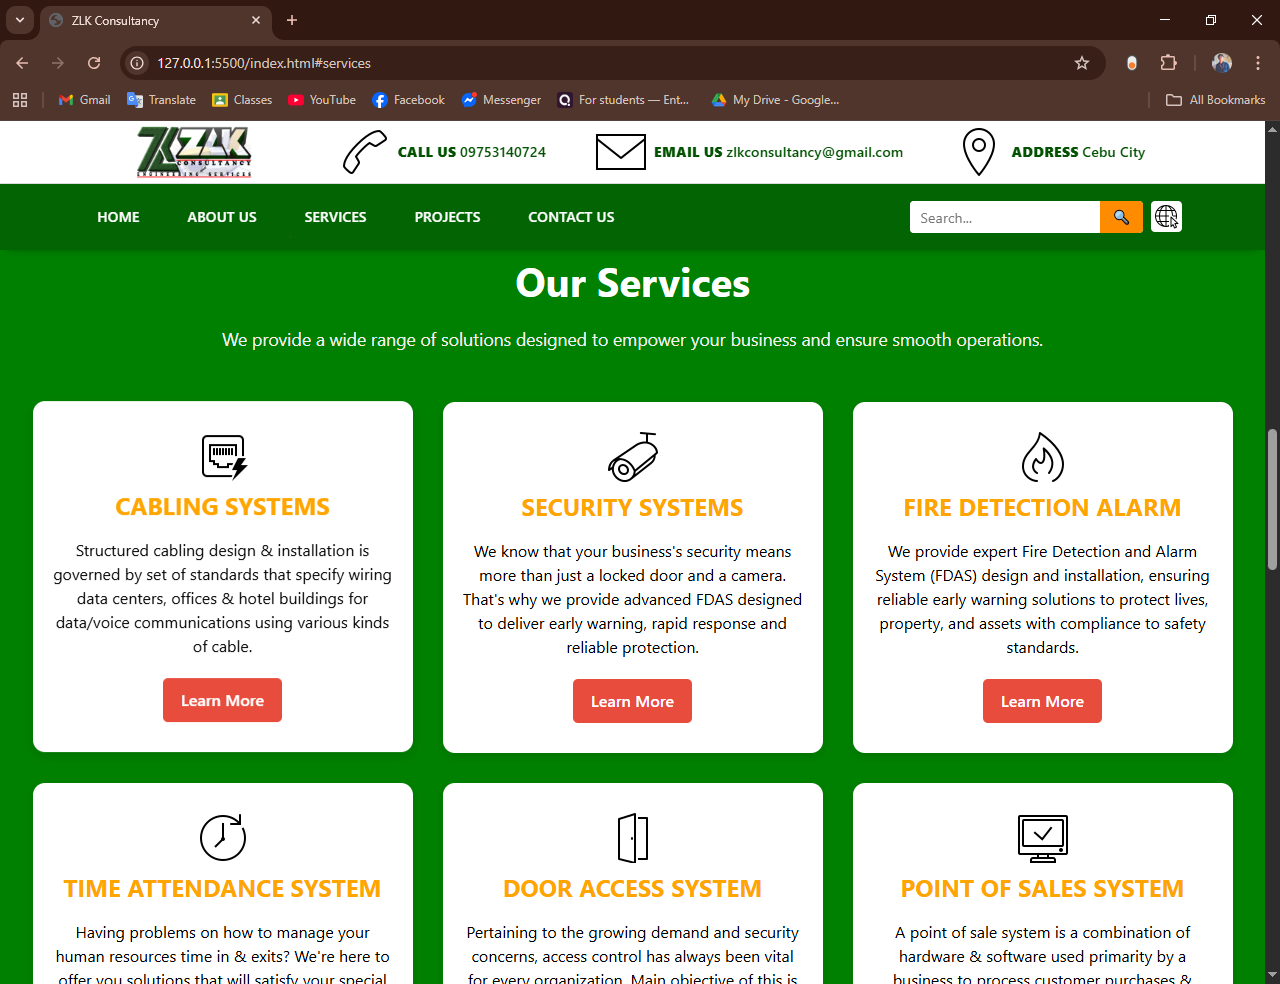 ZLK Consultancy
127.0.0.1:5500/index.html#services
Gmail
Translate
Classes
YouTube
Facebook
Messenger
For students — Ent...
My Drive - Google...
All Bookmarks
ZLK
CONSULTANCY
ENGINEERING SERVICES
CALL US 09753140724
EMAIL US zlkconsultancy@gmail.com
ADDRESS Cebu City
HOME
ABOUT US
SERVICES
PROJECTS
CONTACT US
Search...
Our Services
We provide a wide range of solutions designed to empower your business and ensure smooth operations.
CABLING SYSTEMS
Structured cabling design & installation is
governed by set of standards that specify wiring
data centers, offices & hotel buildings for
data/voice communications using various kinds
of cable.
Learn More
SECURITY SYSTEMS
We know that your business's security means
more than just a locked door and a camera.
That's why we provide advanced FDAS designed
to deliver early warning, rapid response and
reliable protection.
Learn More
FIRE DETECTION ALARM
We provide expert Fire Detection and Alarm
System (FDAS) design and installation, ensuring
reliable early warning solutions to protect lives,
property, and assets with compliance to safety
standards.
Learn More
TIME ATTENDANCE SYSTEM
Having problems on how to manage your
human resources time in & exits? We're here to
offer you solutions that will satisfy your special
DOOR ACCESS SYSTEM
Pertaining to the growing demand and security
concerns, access control has always been vital
for every organization. Main objective of this is
POINT OF SALES SYSTEM
A point of sale system is a combination of
hardware & software used primarity by a
business to process customer purchases &